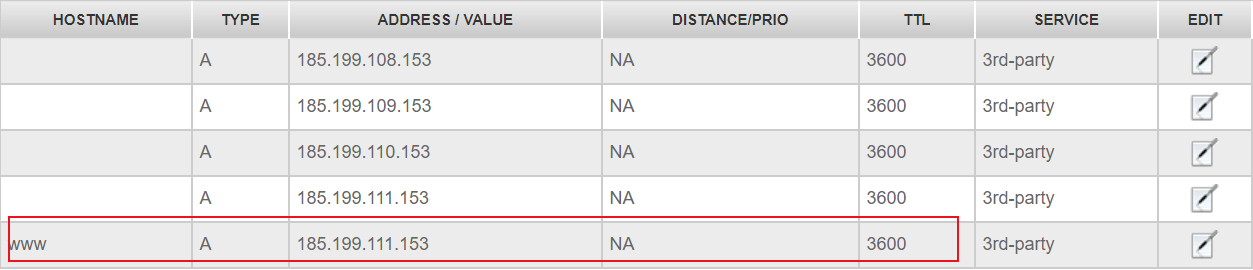 HOSTNAME TYPE ADDRESS / VALUE DISTANCE/PRIO TTL SERVICE EDIT
A 185.199.108.153 NA 3600 3rd-party
A 185.199.109.153 NA 3600 3rd-party
A 185.199.110.153 NA 3600 3rd-party
A 185.199.111.153 NA 3600 3rd-party
www A 185.199.111.153 NA 3600 3rd-party